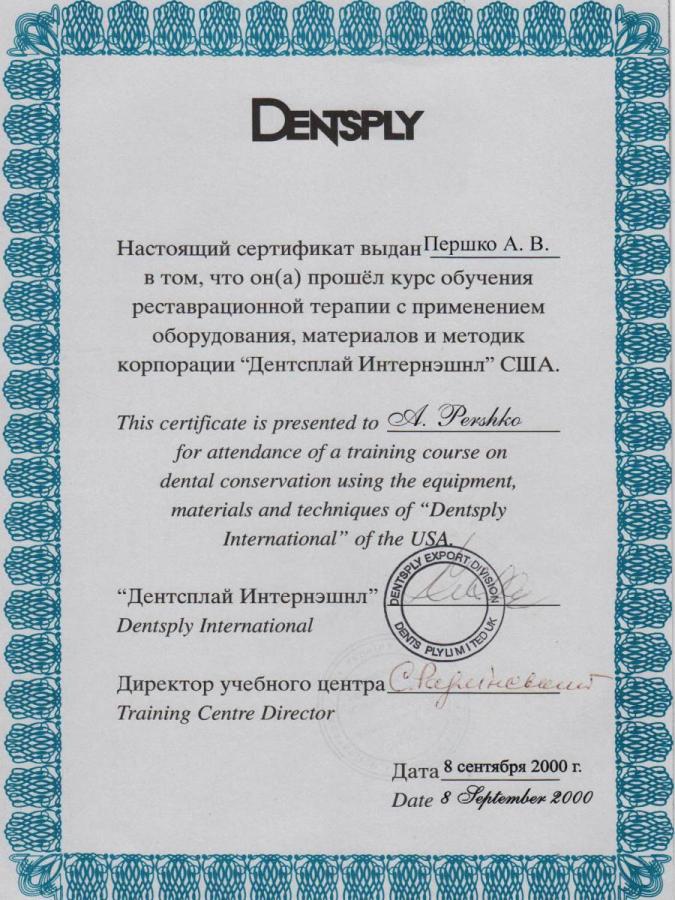 DENTSPLY
Настоящий сертификат выдан Першко А. В.
в том, что он(а) прошёл курс обучения
реставрационной терапии с применением
оборудования, материалов и методик
корпорации “Дентсплай Интернэшнл” США.
This certificate is presented to A. Pershko
for attendance of a training course on
dental conservation using the equipment,
materials and techniques of “Dentsply
International” of the USA.
DENTSPLY EXPORT DIVISION
DENTSPLY LIMITED UK
“Дентсплай Интернэшнл”
Dentsply International
Директор учебного центра
Training Centre Director
Дата 8 сентября 2000 г.
Date 8 September 2000